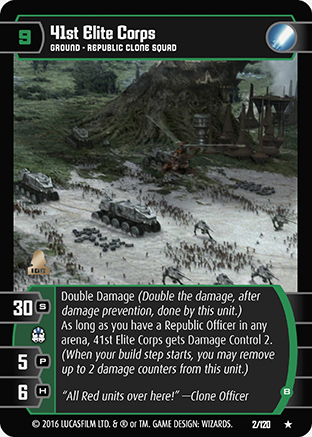 9
41st Elite Corps
GROUND - REPUBLIC CLONE SQUAD
30 S
5 P
6 H
Double Damage (Double the damage, after
damage prevention, done by this unit.)
As long as you have a Republic Officer in any
arena, 41st Elite Corps gets Damage Control 2.
(When your build step starts, you may remove
up to 2 damage counters from this unit.)
“All Red units over here!” —Clone Officer
B
© 2016 LUCASFILM LTD. & ® or TM. GAME DESIGN: WIZARDS. 2/120 ★